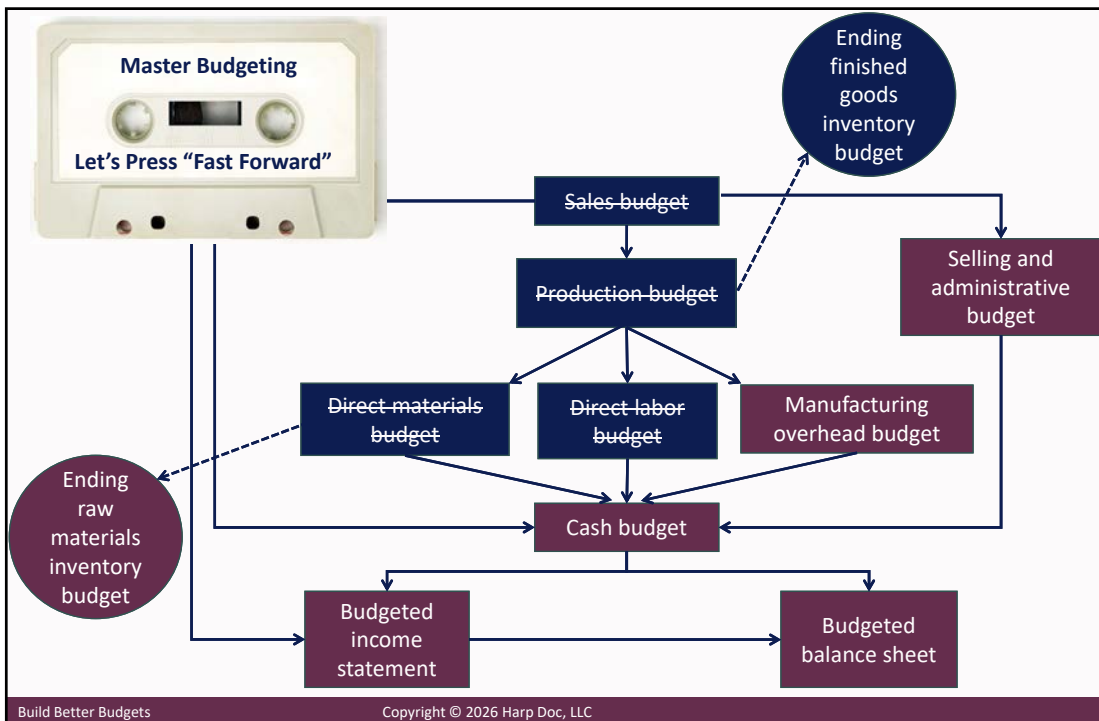 Master Budgeting
Let's Press “Fast Forward”
Ending
finished
goods
inventory
budget
Sales budget
Selling and
administrative
budget
Production budget
Direct materials
budget
Direct labor
budget
Manufacturing
overhead budget
Ending
raw
materials
inventory
budget
Cash budget
Budgeted
income
statement
Budgeted
balance sheet
Build Better Budgets
Copyright © 2026 Harp Doc, LLC